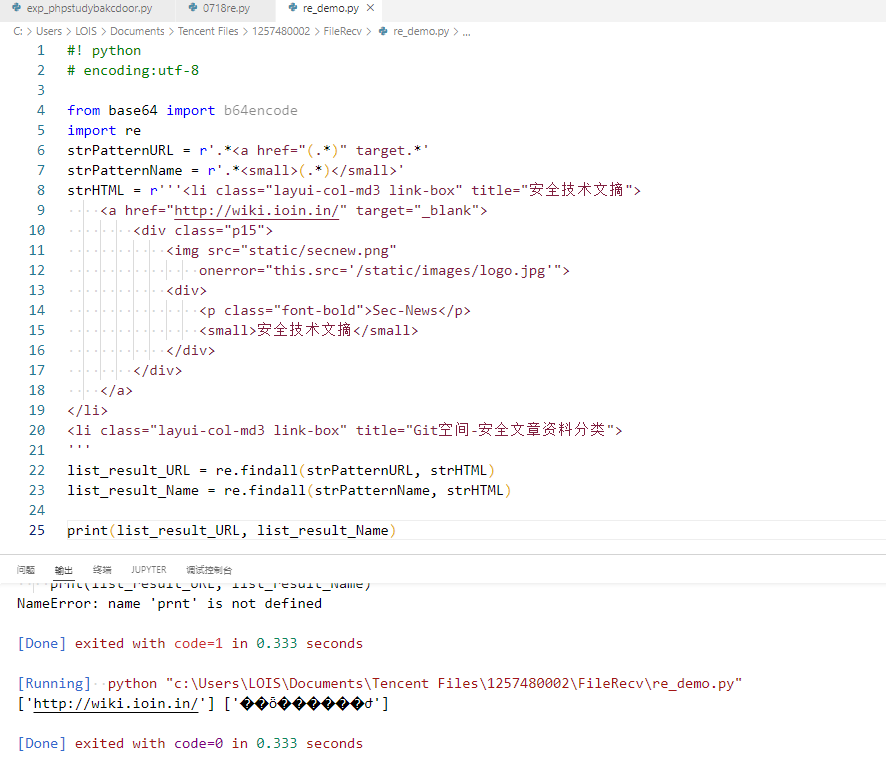 exp_phpstudybakcdoor.py 0718re.py re_demo.py ×
C: > Users > LOIS > Documents > Tencent Files > 1257480002 > FileRecv > re_demo.py > ...
1 #! python
2 # encoding:utf-8
3
4 from base64 import b64encode
5 import re
6 strPatternURL = r'.*<a href="(.*)" target.*'
7 strPatternName = r'.*<small>(.*)</small>'
8 strHTML = r'''<li class="layui-col-md3 link-box" title="安全技术文摘">
9 <a href="http://wiki.ioin.in/" target="_blank">
10 <div class="p15">
11 <img src="static/secnew.png"
12 onerror="this.src='/static/images/logo.jpg'">
13 <div>
14 <p class="font-bold">Sec-News</p>
15 <small>安全技术文摘</small>
16 </div>
17 </div>
18 </a>
19 </li>
20 <li class="layui-col-md3 link-box" title="Git空间-安全文章资料分类">
21 '''
22 list_result_URL = re.findall(strPatternURL, strHTML)
23 list_result_Name = re.findall(strPatternName, strHTML)
24
25 print(list_result_URL, list_result_Name)
问题 输出 终端 JUPYTER 调试控制台
prnt(list_result_URL, list_result_Name)
NameError: name 'prnt' is not defined
[Done] exited with code=1 in 0.333 seconds
[Running] python "c:\Users\LOIS\Documents\Tencent Files\1257480002\FileRecv\re_demo.py"
['http://wiki.ioin.in/'] ['��ȫ������ժ']
[Done] exited with code=0 in 0.333 seconds